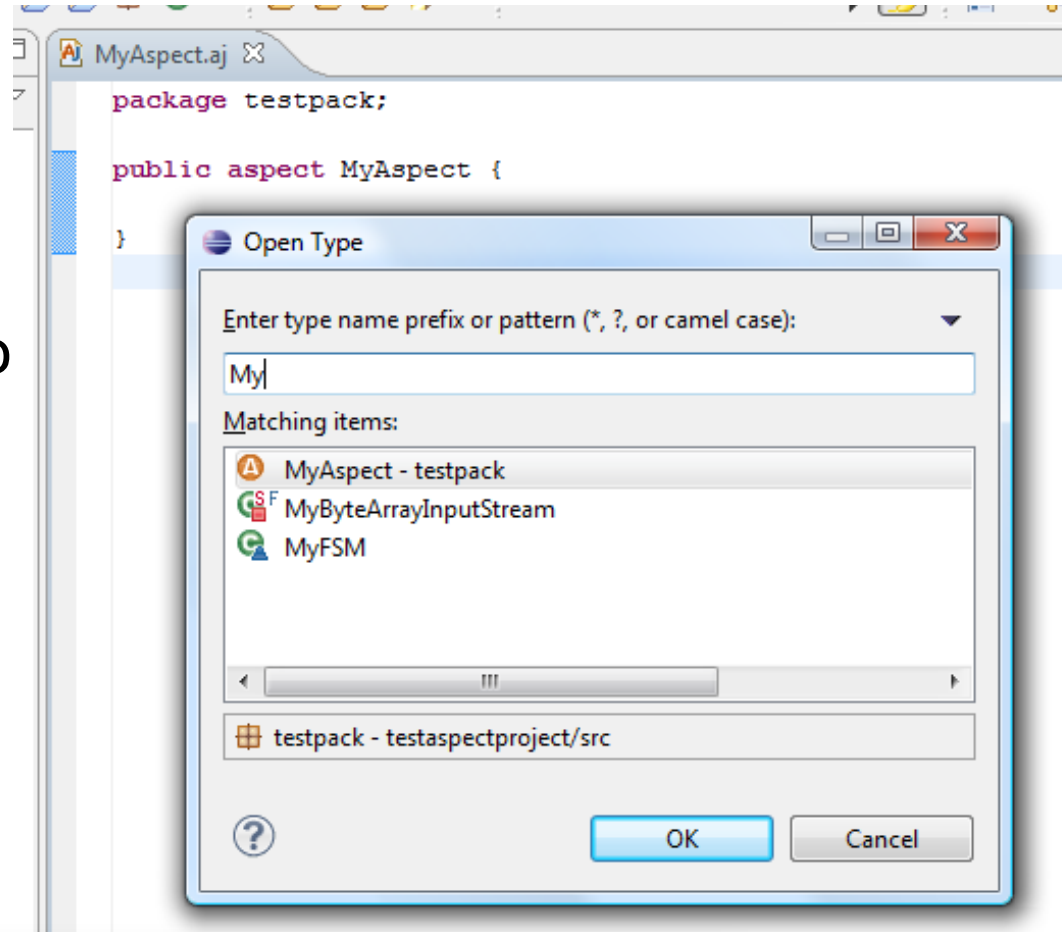 MyAspect.aj
package testpack;
public aspect MyAspect {
}
Open Type
Enter type name prefix or pattern (*, ?, or camel case):
My
Matching items:
A MyAspect - testpack
MyByteArrayInputStream
MyFSM
testpack - testaspectproject/src
?
OK Cancel